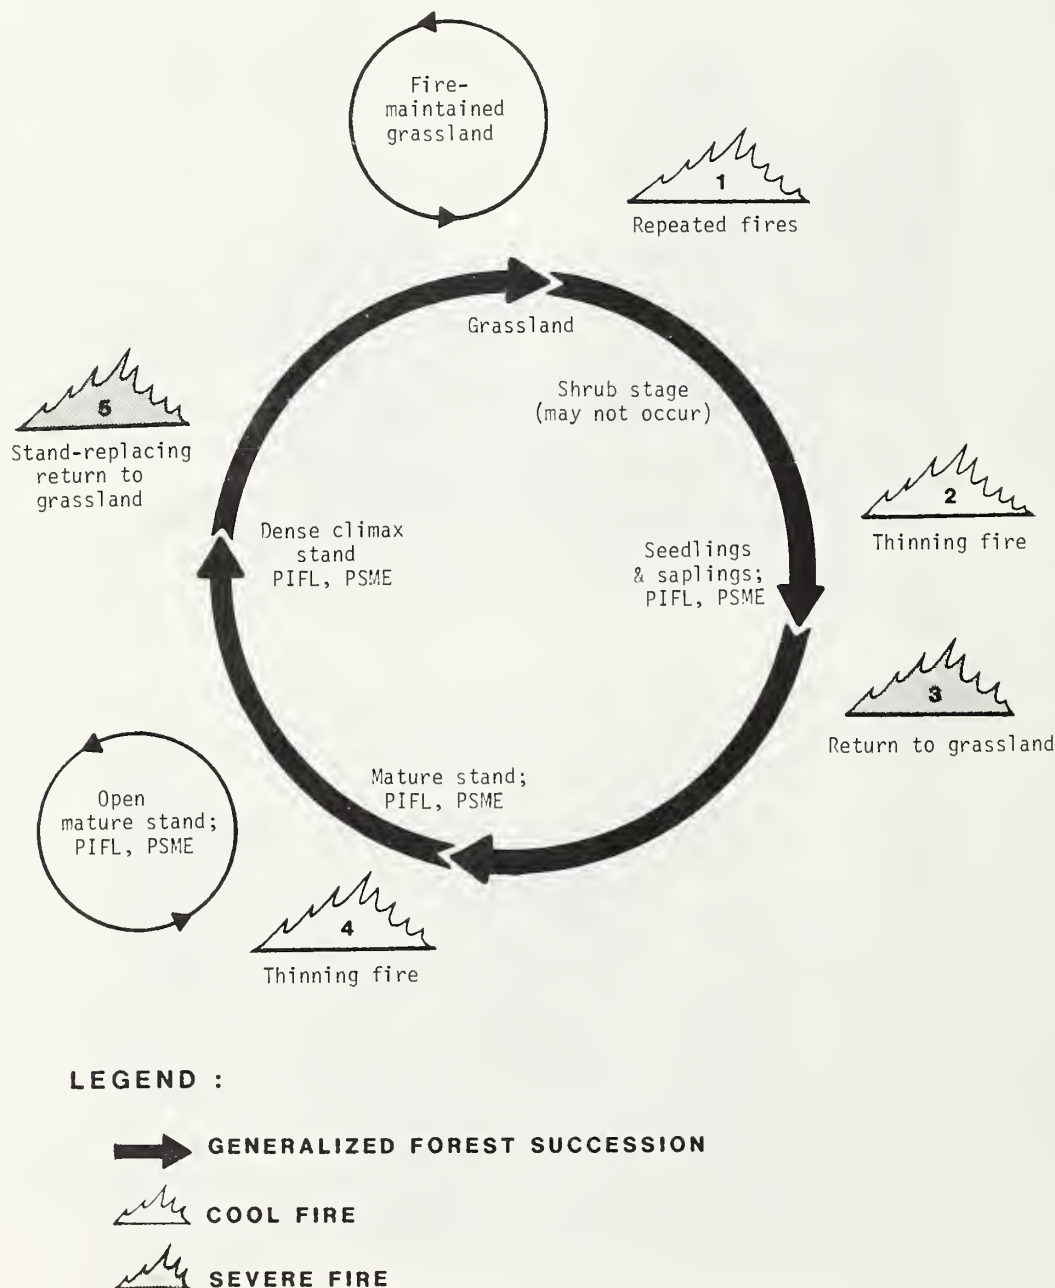 Fire-
maintained
grassland
1
Repeated fires
Grassland
Shrub stage
(may not occur)
5
Stand-replacing
return to
grassland
2
Thinning fire
Dense climax
stand
PIFL, PSME
Seedlings
& saplings;
PIFL, PSME
3
Return to grassland
Mature stand;
PIFL, PSME
Open
mature stand;
PIFL, PSME
4
Thinning fire
LEGEND :
GENERALIZED FOREST SUCCESSION
COOL FIRE
SEVERE FIRE